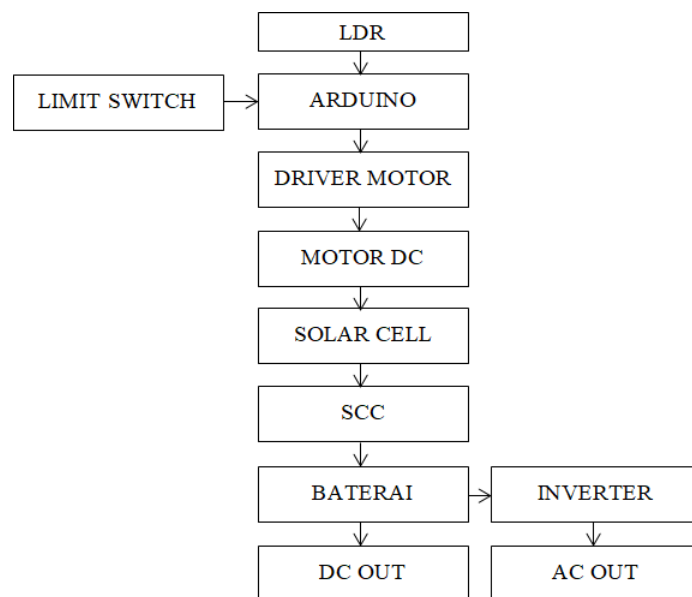 LDR
LIMIT SWITCH
ARDUINO
DRIVER MOTOR
MOTOR DC
SOLAR CELL
SCC
BATERAI
INVERTER
DC OUT
AC OUT